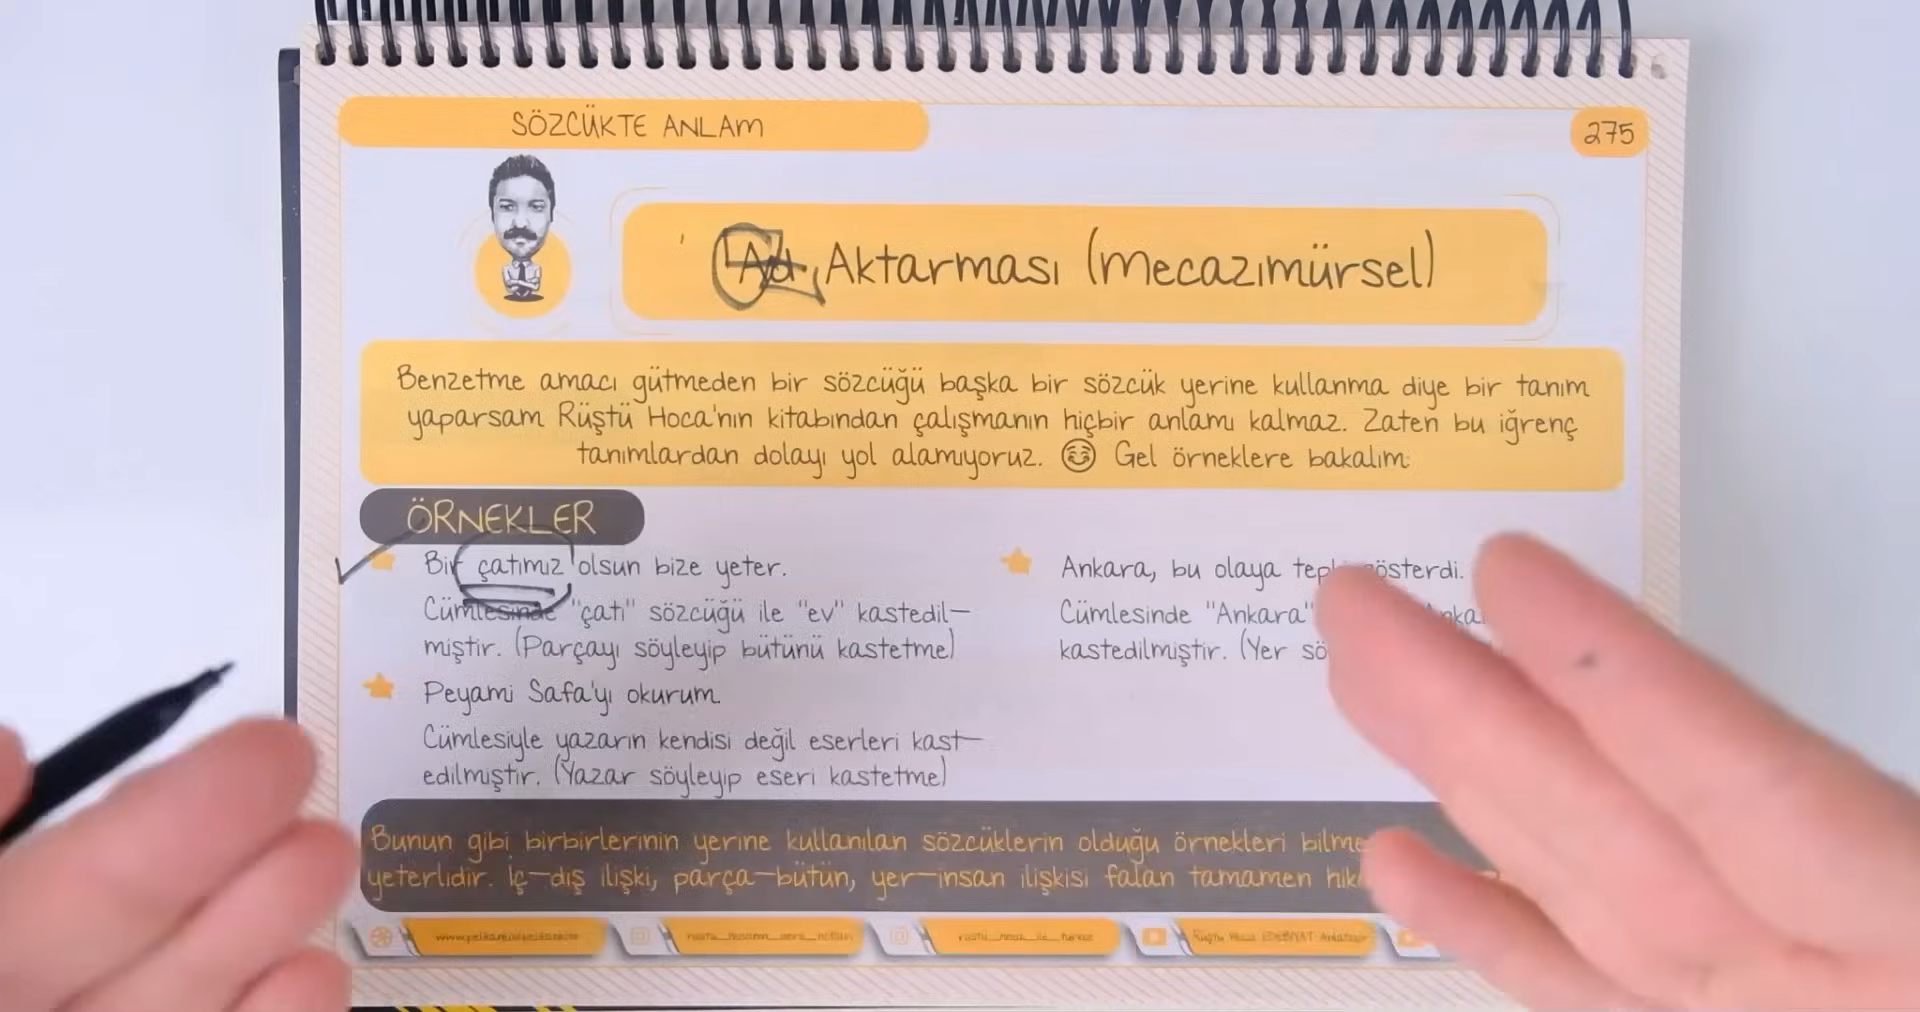 SÖZCÜKTE ANLAM
275
Ad Aktarması (Mecazımürsel)
Benzetme amacı gütmeden bir sözcüğü başka bir sözcük yerine kullanma diye bir tanım
yaparsam Rüştü Hoca'nın kitabından çalışmanın hiçbir anlamı kalmaz. Zaten bu iğrenç
tanımlardan dolayı yol alamıyoruz. Gel örneklere bakalım:
ÖRNEKLER
Bir çatımız olsun bize yeter.
Cümlesinde "çatı" sözcüğü ile "ev" kastedil-
miştir. (Parçayı söyleyip bütünü kastetme)
Peyami Safa'yı okurum.
Cümlesiyle yazarın kendisi değil eserleri kast-
edilmiştir. (Yazar söyleyip eseri kastetme)
Ankara, bu olaya gösterdi.
Cümlesinde "Ankara"
kastedilmiştir. (Yer
Bunun gibi birbirlerinin yerine kullanılan sözcüklerin olduğu örnekleri
yeterlidir. İç-dış ilişki, parça-bütün, yer-insan ilişkisi falan tamamen
Rüştü Hoca EDEBİYAT